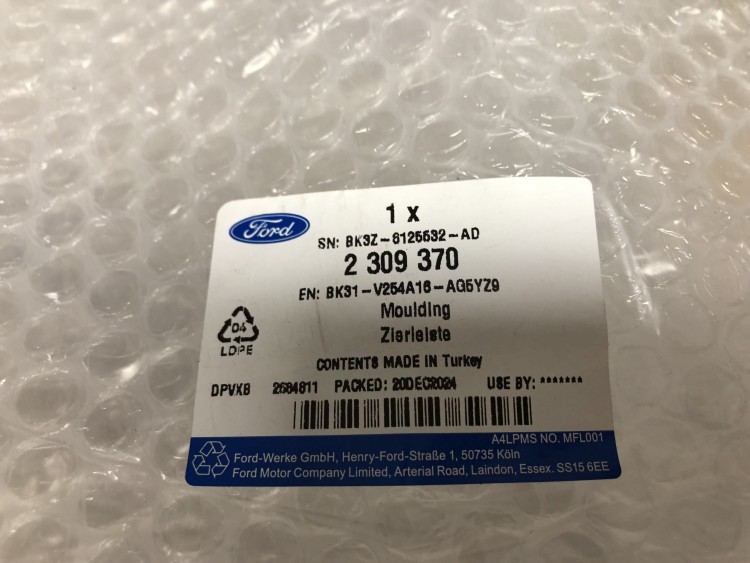 Ford
1 x
SN: BK3Z-6125532-AD
2 309 370
EN: BK31-V254A16-AG5YZ9
Moulding
Zierleiste
04
LDPE
CONTENTS MADE IN Turkey
DPVXB 2684811 PACKED: 20DEC2024 USE BY: *******
A4LPMS NO. MFL001
Ford-Werke GmbH, Henry-Ford-Straße 1, 50735 Köln
Ford Motor Company Limited, Arterial Road, Laindon, Essex. SS15 6EE